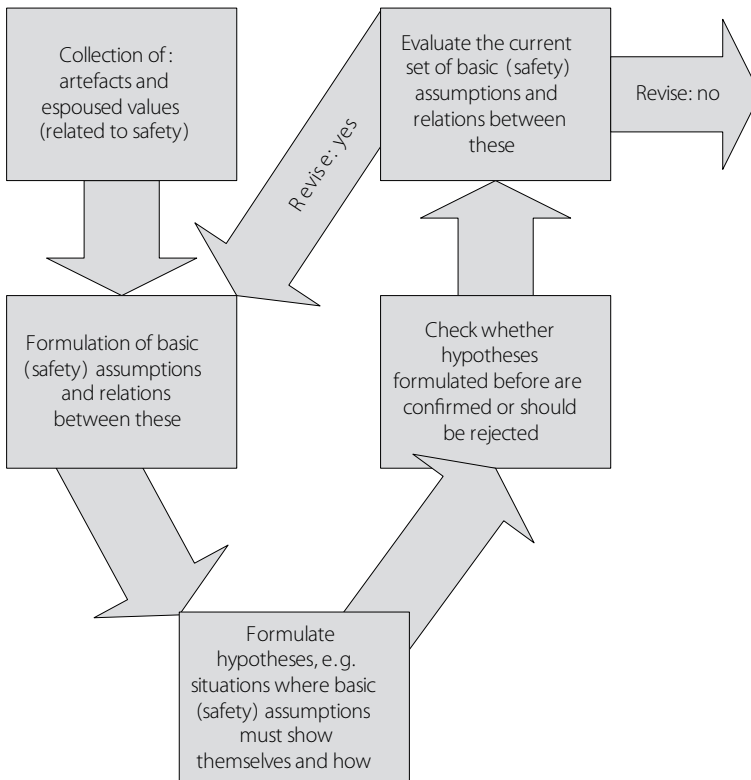 Collection of:
artefacts and
espoused values
(related to safety)
Evaluate the current
set of basic (safety)
assumptions and
relations between
these
Revise: no
Revise: yes
Formulation of basic
(safety) assumptions
and relations
between these
Check whether
hypotheses
formulated before are
confirmed or should
be rejected
Formulate
hypotheses, e.g.
situations where basic
(safety) assumptions
must show
themselves and how